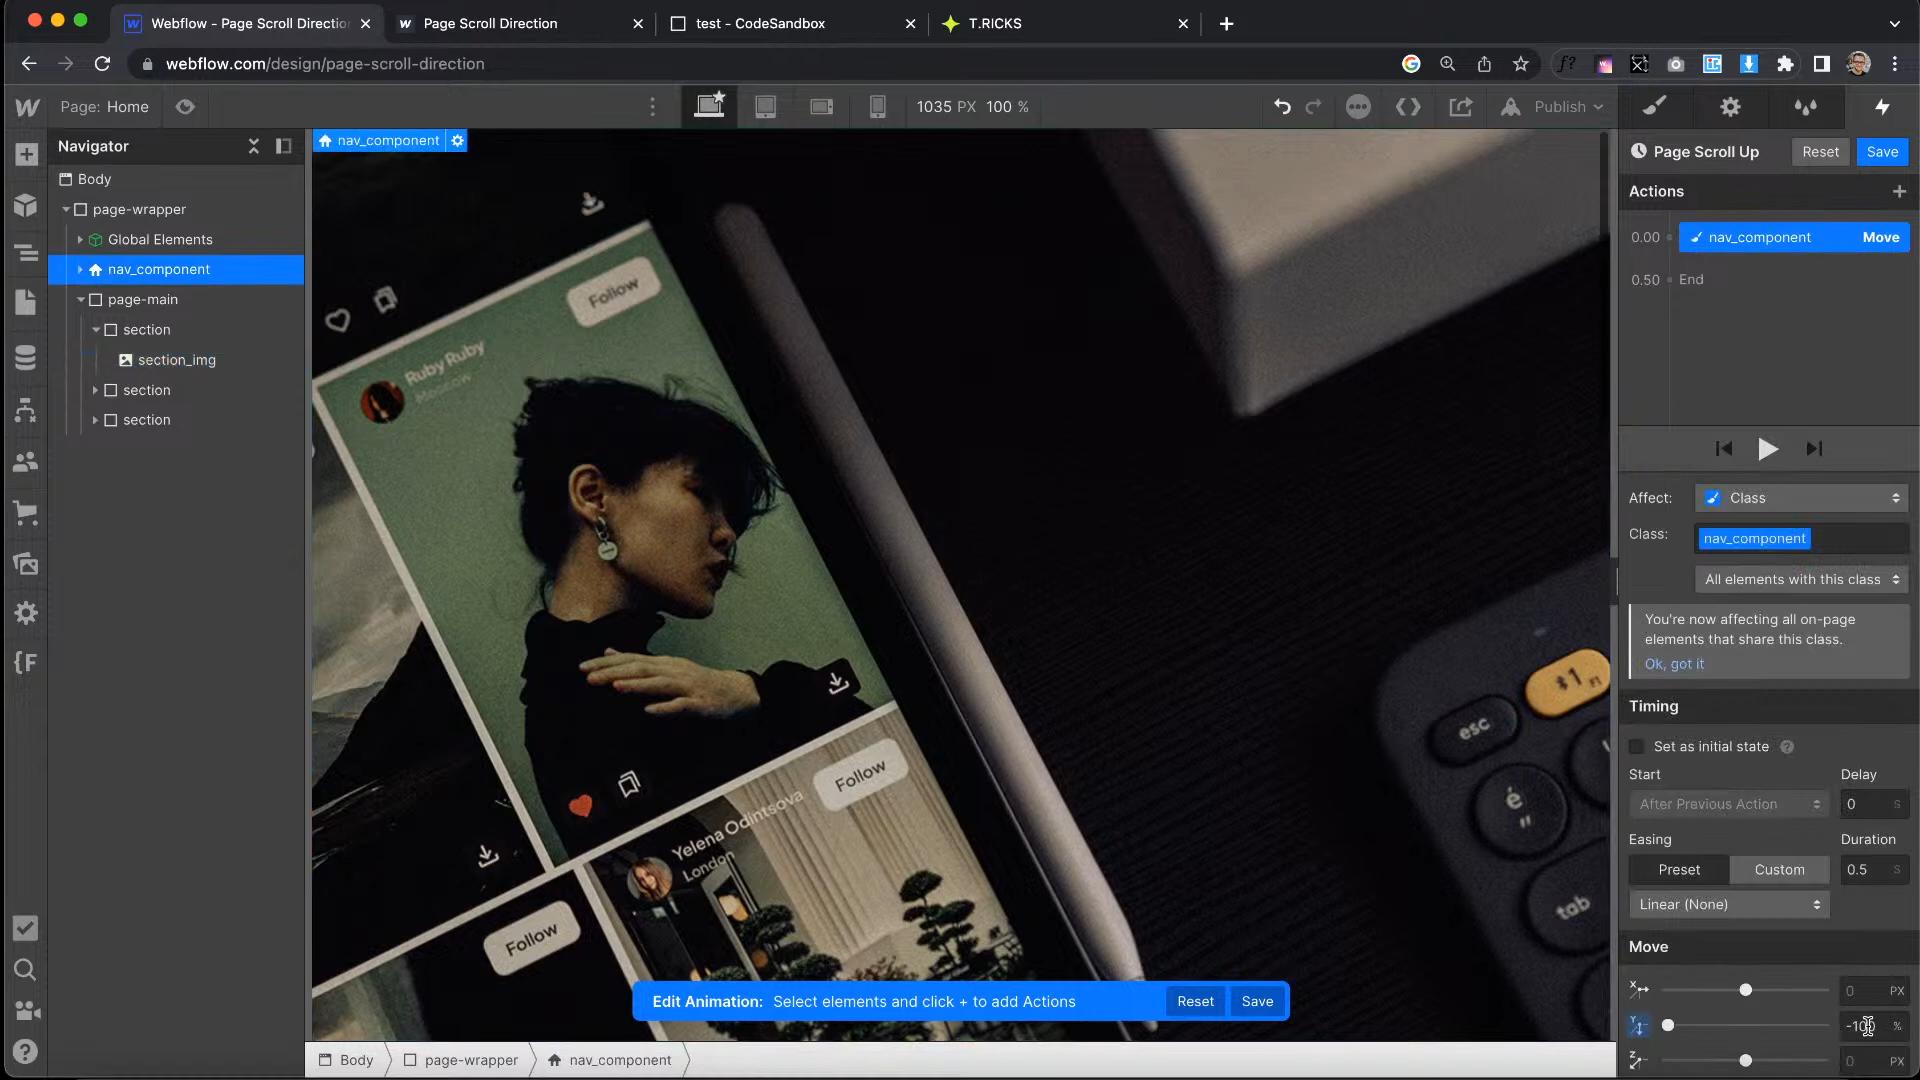 Webflow - Page Scroll Directio
Page Scroll Direction
test - CodeSandbox
T.RICKS
webflow.com/design/page-scroll-direction
Page: Home
1035 PX 100 %
Publish
Navigator
nav_component
Page Scroll Up
Reset
Save
Body
page-wrapper
Global Elements
nav_component
page-main
section
section_img
section
section
Actions
0.00
nav_component
Move
0.50
End
Follow
Ruby Ruby
Moscow
Follow
Yelena Odintsova
London
Follow
$1
F1
esc
é
tab
Affect:
Class
Class:
nav_component
All elements with this class
You're now affecting all on-page
elements that share this class.
Ok, got it
Timing
Set as initial state
Start
Delay
After Previous Action
0
S
Easing
Duration
Preset
Custom
0.5
S
Linear (None)
Move
X
0
PX
Y
-100
%
Z
0
PX
Edit Animation: Select elements and click + to add Actions
Reset
Save
Body
page-wrapper
nav_component